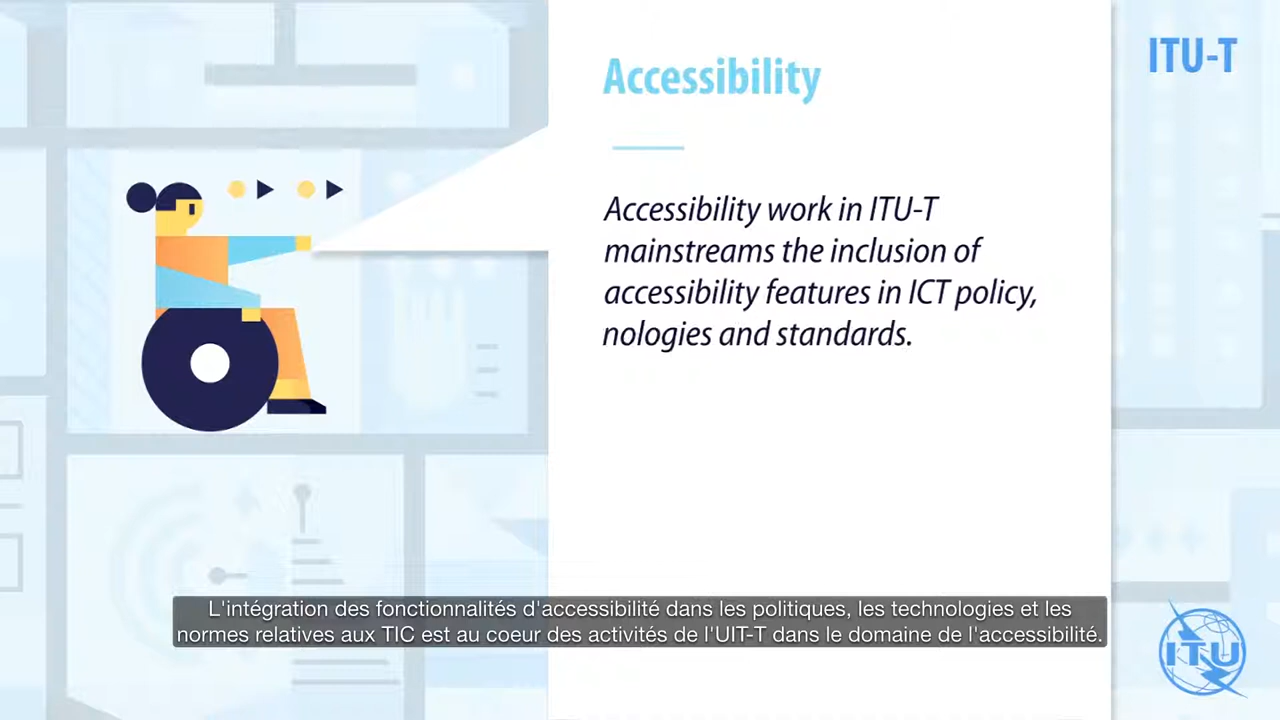 Accessibility
ITU-T
Accessibility work in ITU-T
mainstreams the inclusion of
accessibility features in ICT policy,
nologies and standards.
L'intégration des fonctionnalités d'accessibilité dans les politiques, les technologies et les
normes relatives aux TIC est au coeur des activités de l'UIT-T dans le domaine de l'accessibilité.
ITU